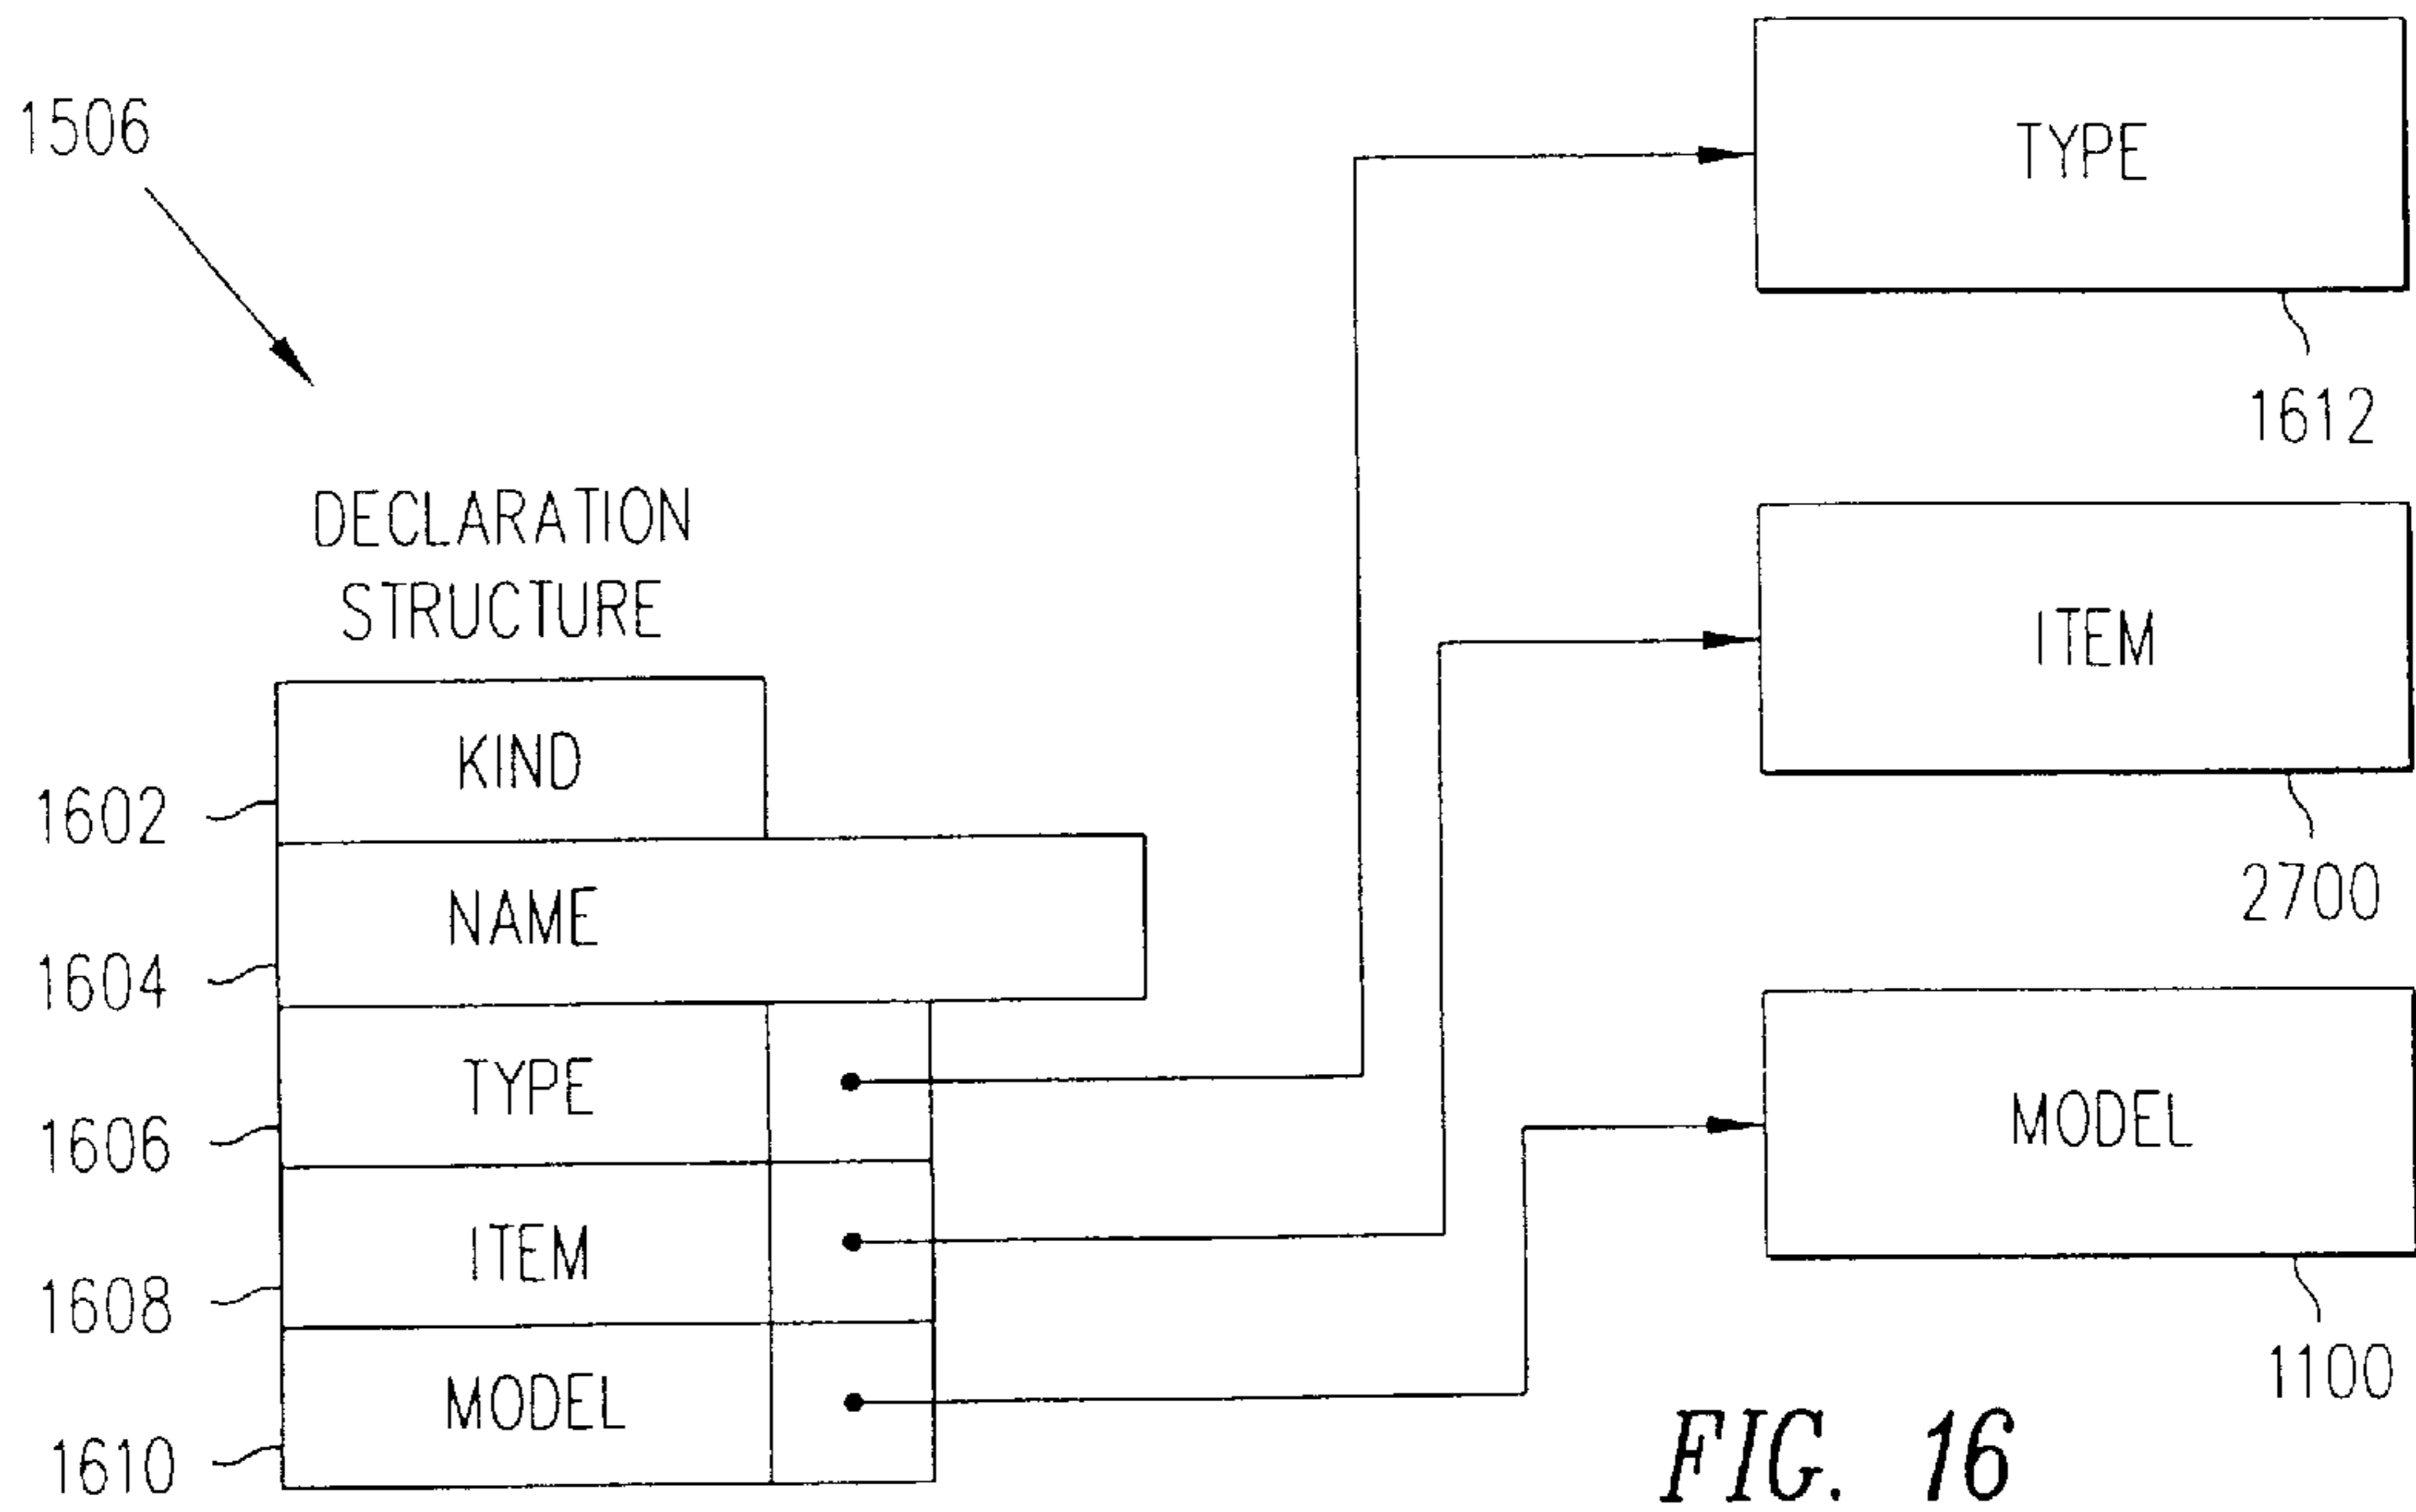 1506
DECLARATION
STRUCTURE
KIND
1602
NAME
1604
TYPE
1606
ITEM
1608
MODEL
1610
TYPE
1612
ITEM
2700
MODEL
1100
FIG. 16